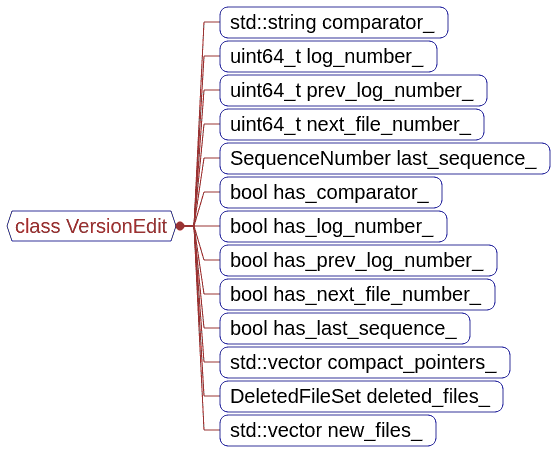 class VersionEdit
std::string comparator_
uint64_t log_number_
uint64_t prev_log_number_
uint64_t next_file_number_
SequenceNumber last_sequence_
bool has_comparator_
bool has_log_number_
bool has_prev_log_number_
bool has_next_file_number_
bool has_last_sequence_
std::vector compact_pointers_
DeletedFileSet deleted_files_
std::vector new_files_